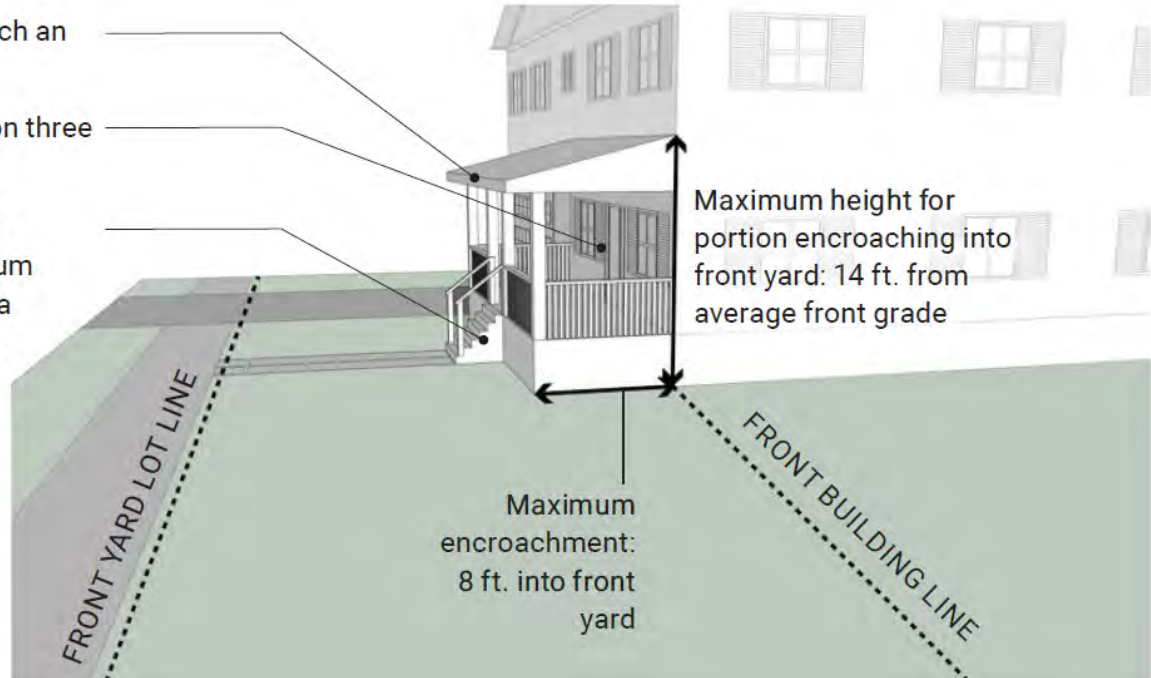 ch an
on three
um
a
Maximum height for
portion encroaching into
front yard: 14 ft. from
average front grade
FRONT YARD LOT LINE
FRONT BUILDING LINE
Maximum
encroachment:
8 ft. into front
yard